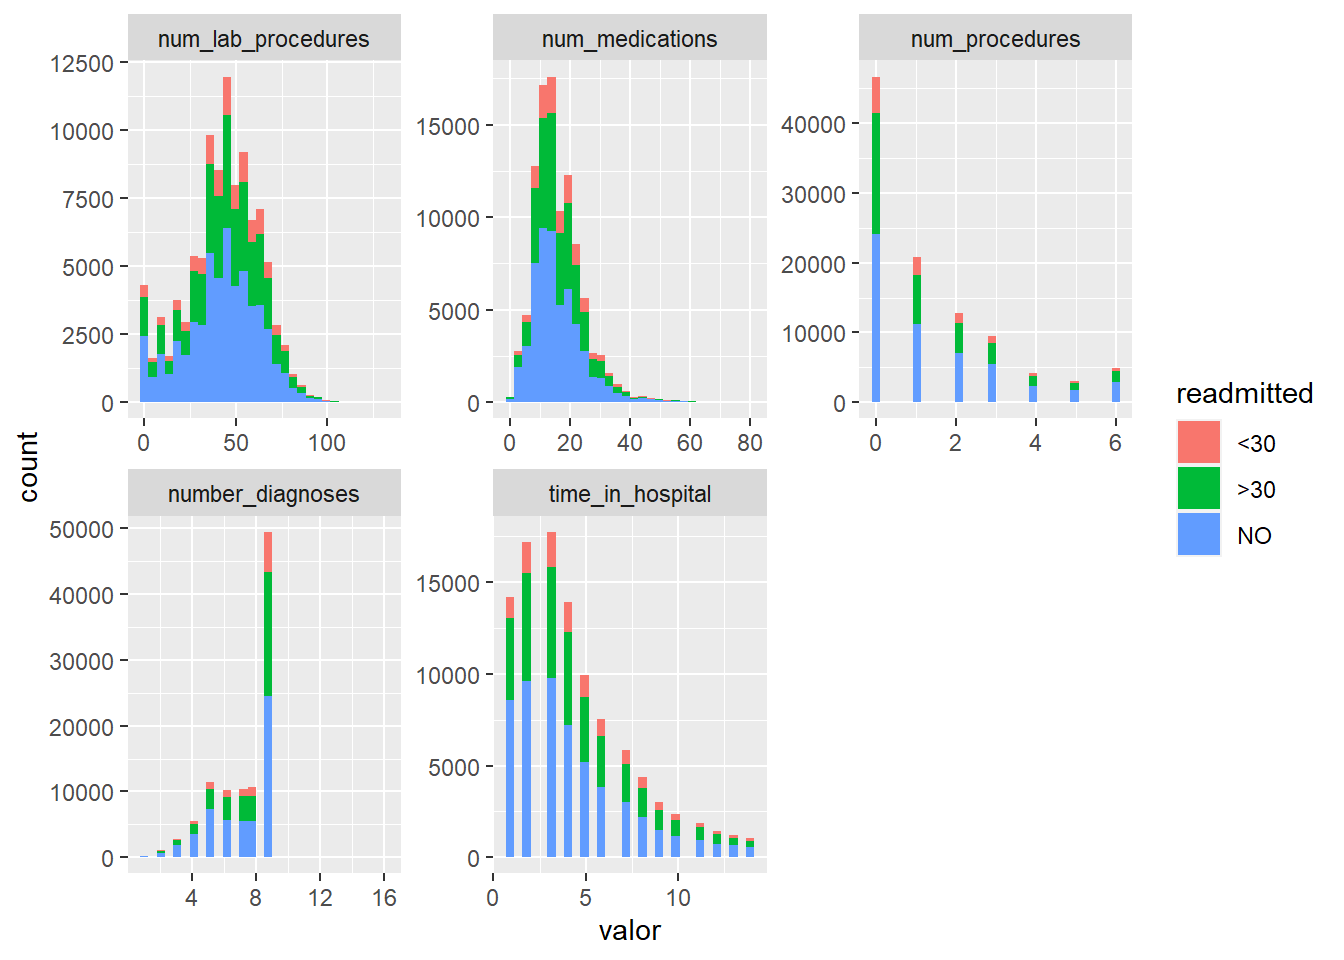 num_lab_procedures
num_medications
num_procedures
12500
10000
7500
5000
2500
0
0 50 100
15000
10000
5000
0
0 20 40 60 80
40000
30000
20000
10000
0
0 2 4 6
number_diagnoses
time_in_hospital
50000
40000
30000
20000
10000
0
4 8 12 16
15000
10000
5000
0
0 5 10
count
valor
readmitted
<30
>30
NO